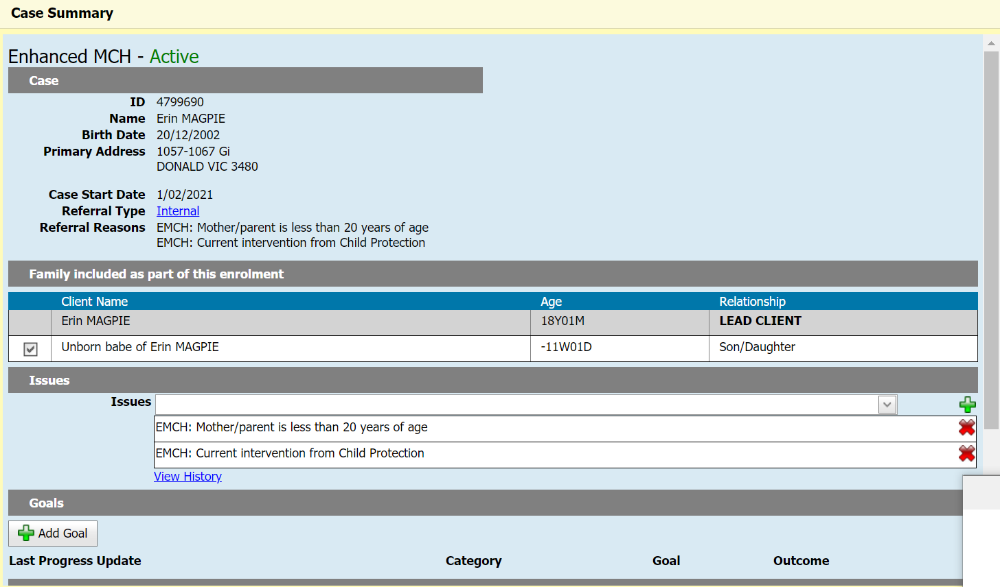 Case Summary
Enhanced MCH - Active
Case
ID 4799690
Name Erin MAGPIE
Birth Date 20/12/2002
Primary Address 1057-1067 Gi
DONALD VIC 3480
Case Start Date 1/02/2021
Referral Type Internal
Referral Reasons EMCH: Mother/parent is less than 20 years of age
EMCH: Current intervention from Child Protection
Family included as part of this enrolment
Client Name Age Relationship
Erin MAGPIE 18Y01M LEAD CLIENT
Unborn babe of Erin MAGPIE -11W01D Son/Daughter
Issues
Issues
EMCH: Mother/parent is less than 20 years of age
EMCH: Current intervention from Child Protection
View History
Goals
Add Goal
Last Progress Update Category Goal Outcome